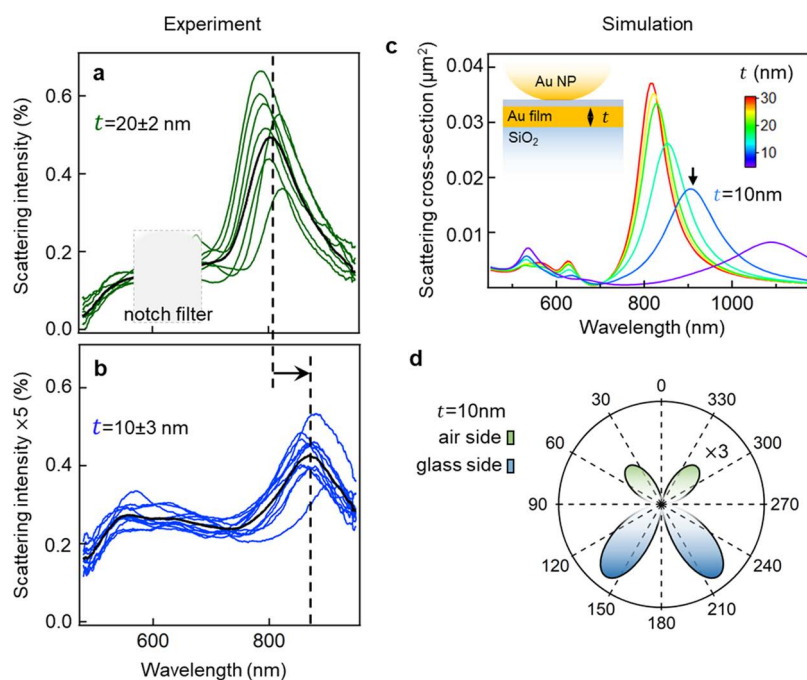 Experiment
Simulation
a
t=20±2 nm
notch filter
Scattering intensity (%)
0.6
0.4
0.2
0.0
b
t=10±3 nm
Scattering intensity ×5 (%)
0.6
0.4
0.2
0.0
600
800
Wavelength (nm)
c
Au NP
Au film
t
SiO2
t (nm)
30
20
10
t=10nm
Scattering cross-section (µm²)
0.04
0.03
0.02
0.01
600
800
1000
Wavelength (nm)
d
t=10nm
air side
glass side
×3
0
30
330
60
300
90
270
120
240
150
210
180